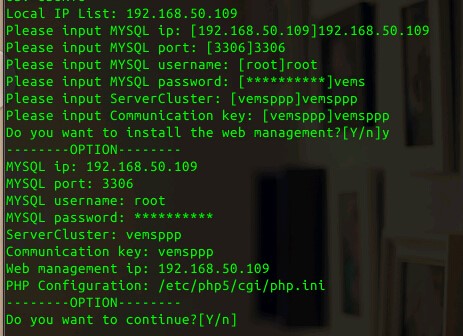 Local IP List: 192.168.50.109
Please input MYSQL ip: [192.168.50.109]192.168.50.109
Please input MYSQL port: [3306]3306
Please input MYSQL username: [root]root
Please input MYSQL password: [**********]vems
Please input ServerCluster: [vemsppp]vemsppp
Please input Communication key: [vemsppp]vemsppp
Do you want to install the web management?[Y/n]y
--------OPTION--------
MYSQL ip: 192.168.50.109
MYSQL port: 3306
MYSQL username: root
MYSQL password: **********
ServerCluster: vemsppp
Communication key: vemsppp
Web management ip: 192.168.50.109
PHP Configuration: /etc/php5/cgi/php.ini
--------OPTION--------
Do you want to continue?[Y/n]